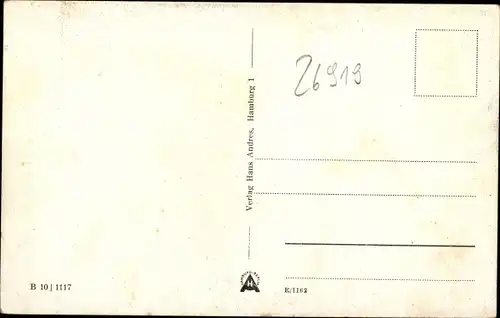 26919
Verlag Hans Andres, Hamburg 1
B 10 | 1117
H
E/1162